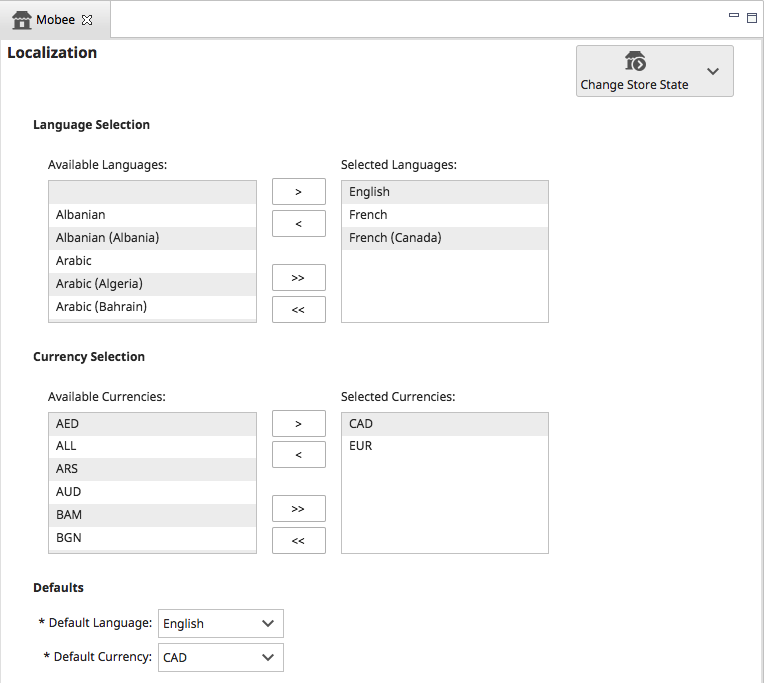 Mobee
Localization
Change Store State
Language Selection
Available Languages:
Selected Languages:
>
English
Albanian
<
French
Albanian (Albania)
French (Canada)
Arabic
Arabic (Algeria)
>>
Arabic (Bahrain)
<<
Currency Selection
Available Currencies:
Selected Currencies:
AED
>
CAD
ALL
<
EUR
ARS
AUD
BAM
>>
BGN
<<
Defaults
* Default Language: English
* Default Currency: CAD